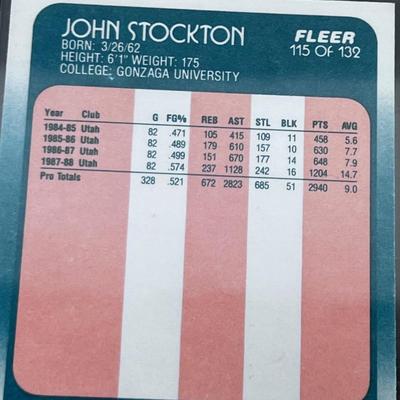 JOHN STOCKTON FLEER
BORN: 3/26/62 115 OF 132
HEIGHT: 6'1" WEIGHT: 175
COLLEGE: GONZAGA UNIVERSITY
Year Club G FG% REB AST STL BLK PTS AVG
1984-85 Utah 82 .471 105 415 109 11 458 5.6
1985-86 Utah 82 .489 179 610 157 10 630 7.7
1986-87 Utah 82 .499 151 670 177 14 648 7.9
1987-88 Utah 82 .574 237 1128 242 16 1204 14.7
Pro Totals 328 .521 672 2823 685 51 2940 9.0